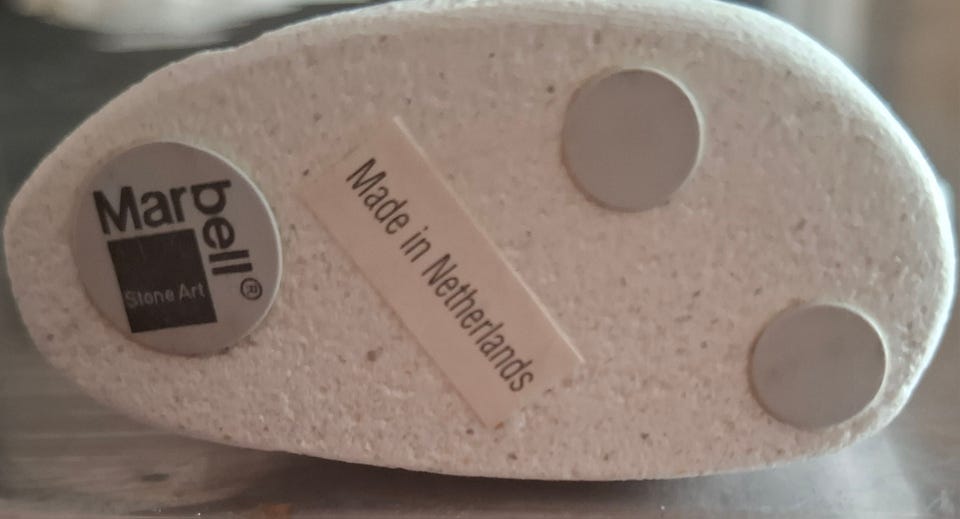 Marbell®
Stone Art
Made in Netherlands